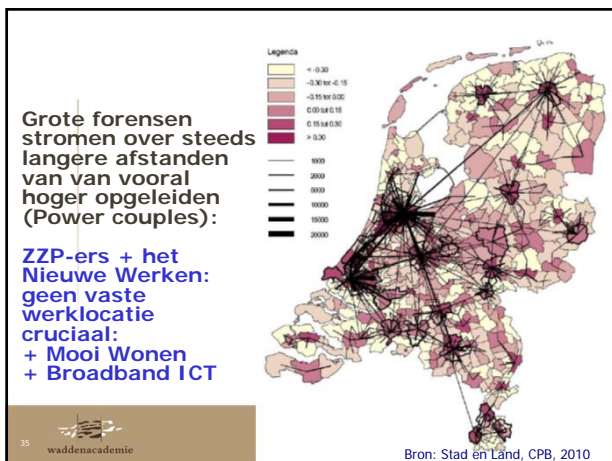 Grote forensen
stromen over steeds
langere afstanden
van van vooral
hoger opgeleiden
(Power couples):
ZZP-ers + het
Nieuwe Werken:
geen vaste
werklocatie
cruciaal:
+ Mooi Wonen
+ Broadband ICT
Legenda
< -0.30
-0.30 tot -0.15
-0.15 tot 0.00
0.00 tot 0.15
0.15 tot 0.30
> 0.30
1000
2000
5000
10000
15000
20000
35
waddenacademie
Bron: Stad en Land, CPB, 2010